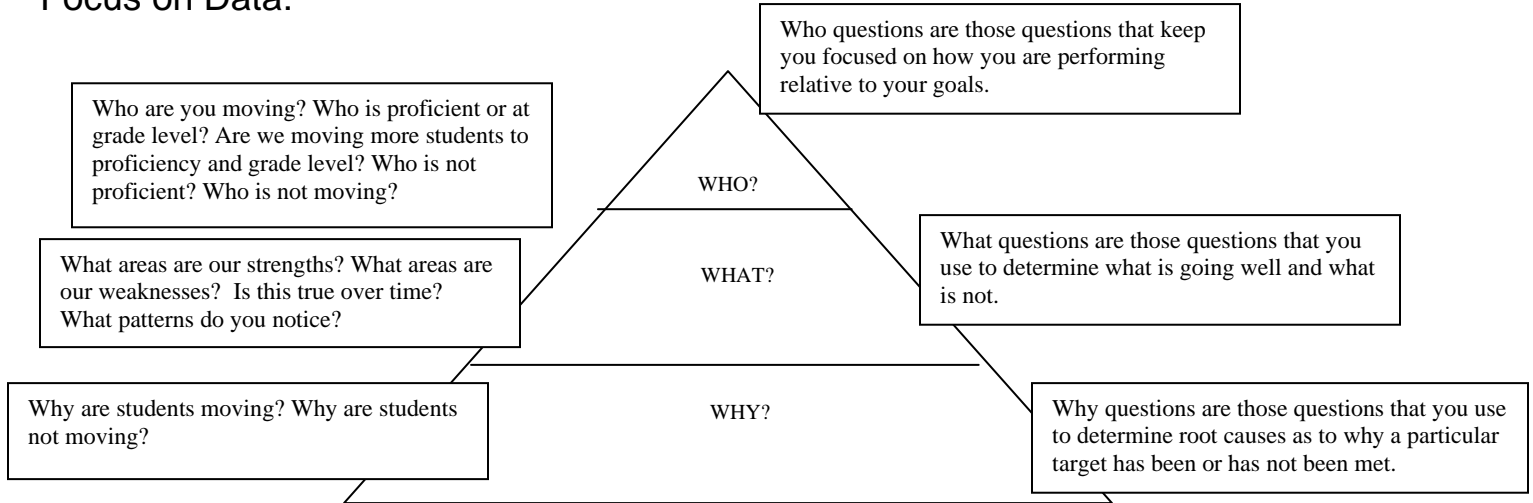 Focus on Data:
Who questions are those questions that keep
you focused on how you are performing
relative to your goals.
Who are you moving? Who is proficient or at
grade level? Are we moving more students to
proficiency and grade level? Who is not
proficient? Who is not moving?
WHO?
What areas are our strengths? What areas are
our weaknesses?  Is this true over time?
What patterns do you notice?
WHAT?
What questions are those questions that you
use to determine what is going well and what
is not.
Why are students moving? Why are students
not moving?
WHY?
Why questions are those questions that you use
to determine root causes as to why a particular
target has been or has not been met.